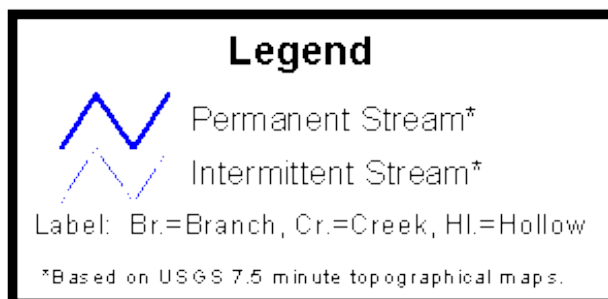 Legend
Permanent Stream*
Intermittent Stream*
Label: Br.=Branch, Cr.=Creek, Hl.=Hollow
*Based on USGS 7.5 minute topographical maps.